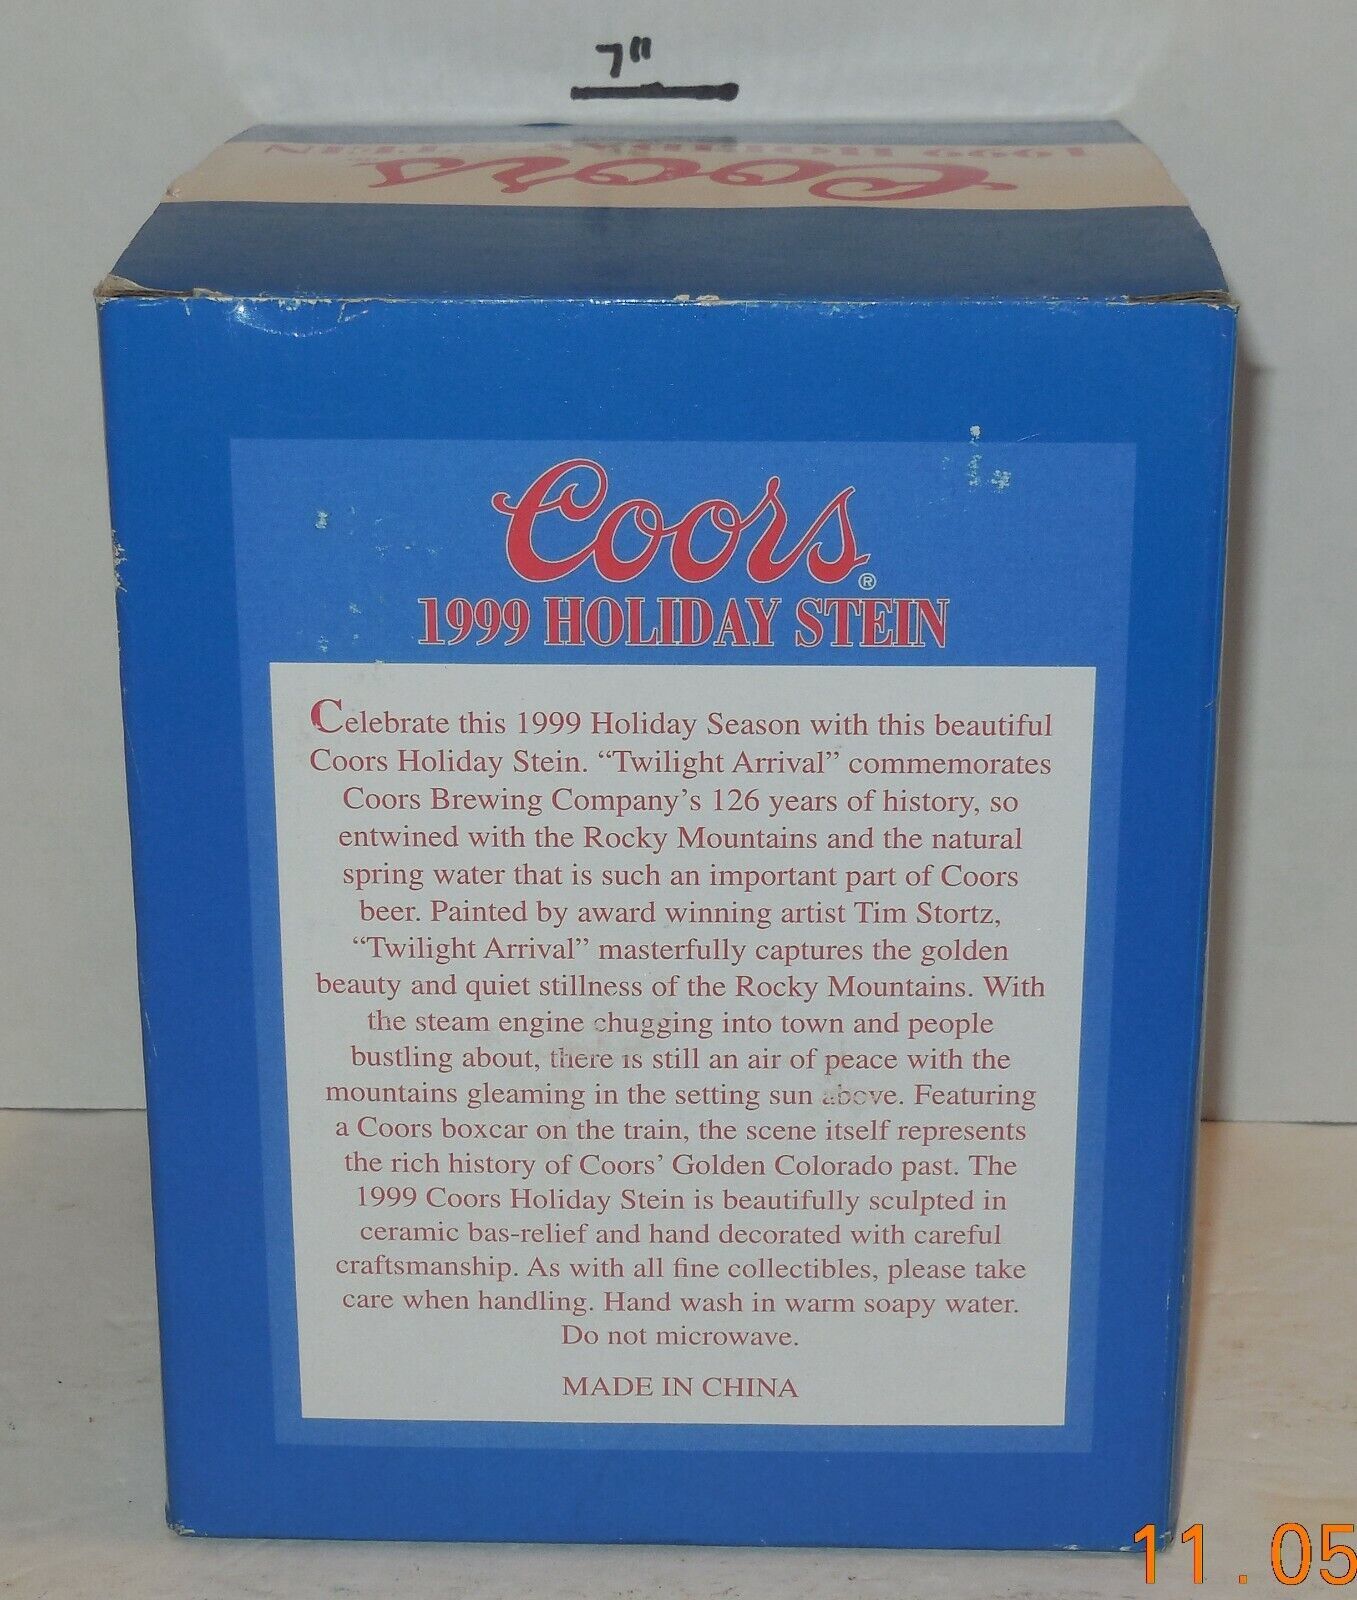 7"
1999 HOLIDAY STEIN
Coors
Coors®
1999 HOLIDAY STEIN
Celebrate this 1999 Holiday Season with this beautiful
Coors Holiday Stein. “Twilight Arrival” commemorates
Coors Brewing Company’s 126 years of history, so
entwined with the Rocky Mountains and the natural
spring water that is such an important part of Coors
beer. Painted by award winning artist Tim Stortz,
“Twilight Arrival” masterfully captures the golden
beauty and quiet stillness of the Rocky Mountains. With
the steam engine chugging into town and people
bustling about, there is still an air of peace with the
mountains gleaming in the setting sun above. Featuring
a Coors boxcar on the train, the scene itself represents
the rich history of Coors’ Golden Colorado past. The
1999 Coors Holiday Stein is beautifully sculpted in
ceramic bas-relief and hand decorated with careful
craftsmanship. As with all fine collectibles, please take
care when handling. Hand wash in warm soapy water.
Do not microwave.
MADE IN CHINA
11.05